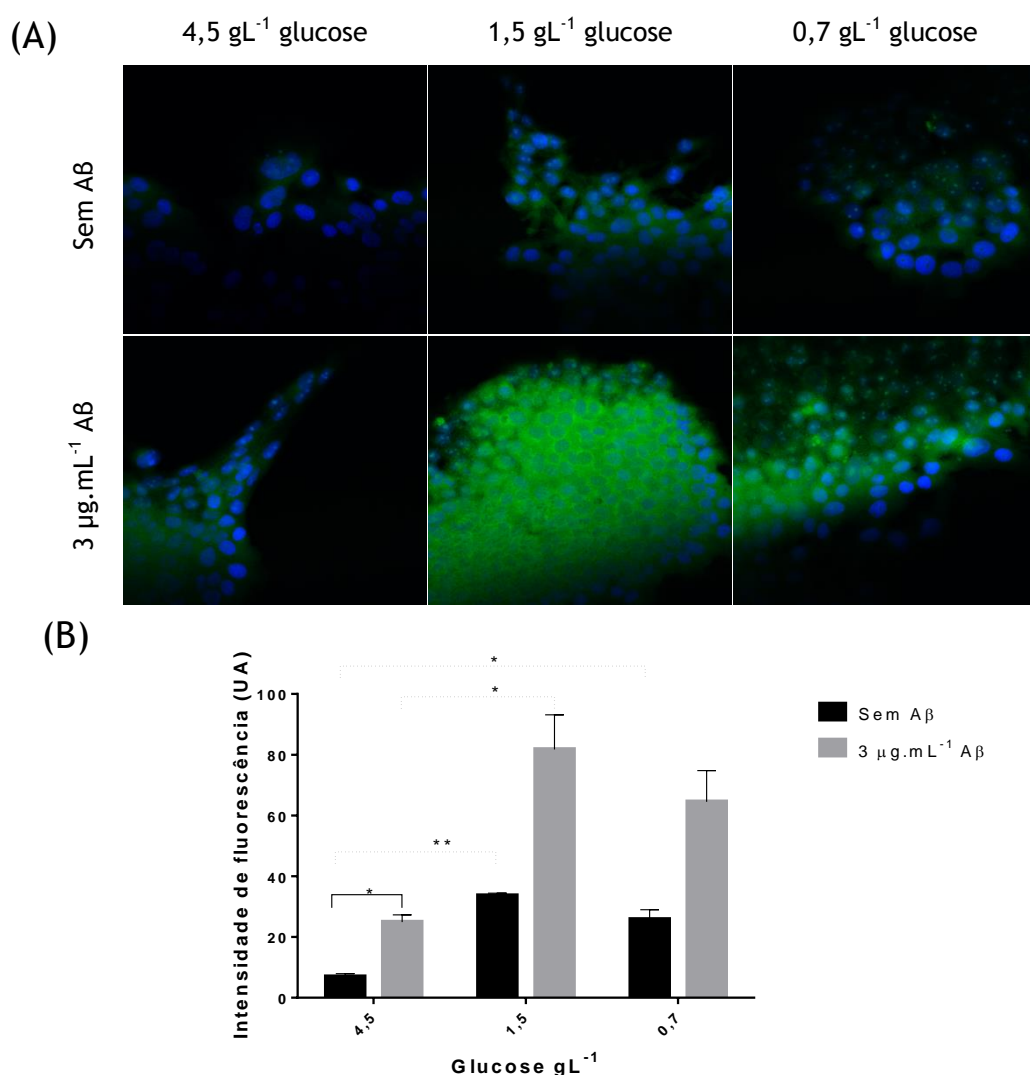 (A)
4,5 gL⁻¹ glucose
1,5 gL⁻¹ glucose
0,7 gL⁻¹ glucose
Sem Aß
3 µg.mL⁻¹ Aß
(B)
Intensidade de fluorescência (UA)
100
80
60
40
20
0
*
*
**
*
Sem Aβ
3 µg.mL⁻¹ Aβ
4,5
1,5
0,7
Glucose gL⁻¹